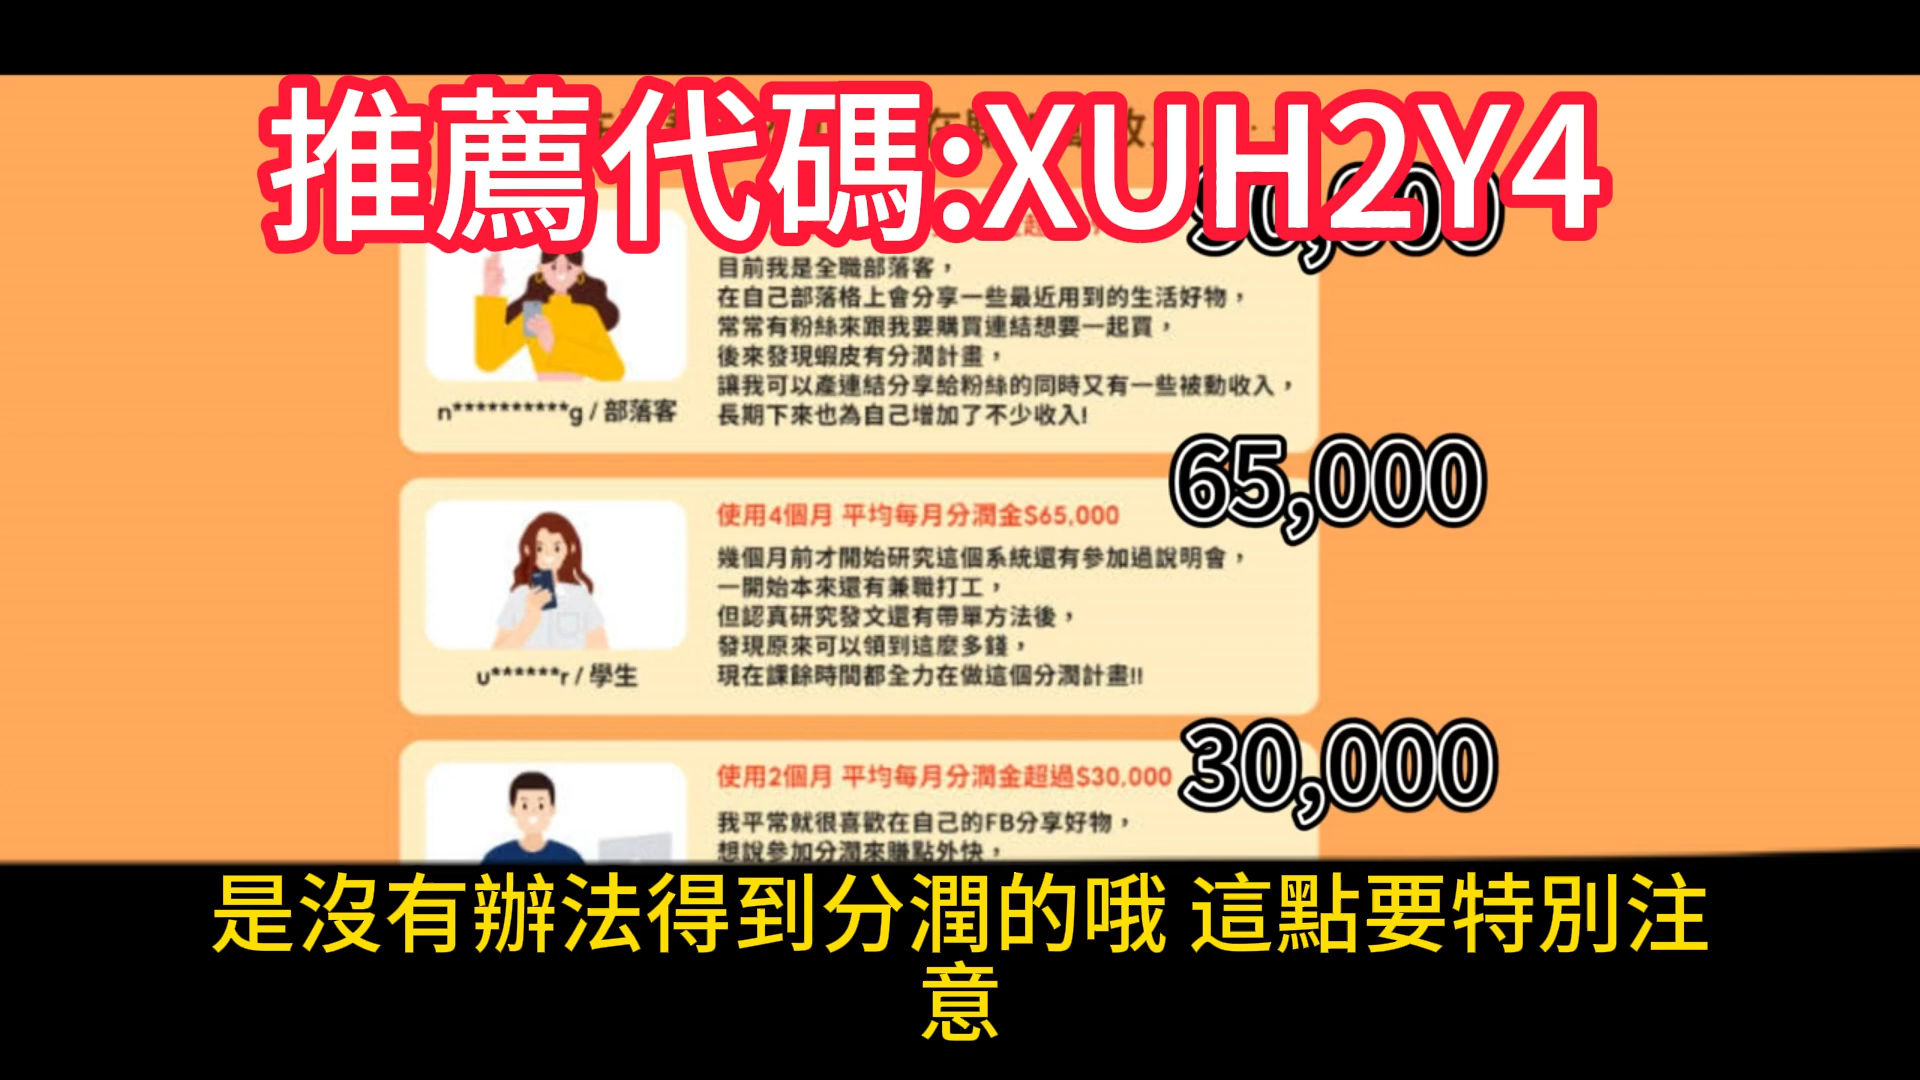 推薦代碼:XUH2Y4
目前我是全職部落客，
在自己部落格上會分享一些最近用到的生活好物，
常常有粉絲來跟我要購買連結想要一起買，
後來發現蝦皮有分潤計畫，
讓我可以產連結分享給粉絲的同時又有一些被動收入，
長期下來也為自己增加了不少收入!
n**********g / 部落客
65,000
使用4個月 平均每月分潤金$65,000
幾個月前才開始研究這個系統還有參加過說明會，
一開始本來還有兼職打工，
但認真研究發文還有帶單方法後，
發現原來可以領到這麼多錢，
現在課餘時間都全力在做這個分潤計畫!!
u******r / 學生
30,000
使用2個月 平均每月分潤金超過$30,000
我平常就很喜歡在自己的FB分享好物，
想說參加分潤來賺點外快，
是沒有辦法得到分潤的哦 這點要特別注
意